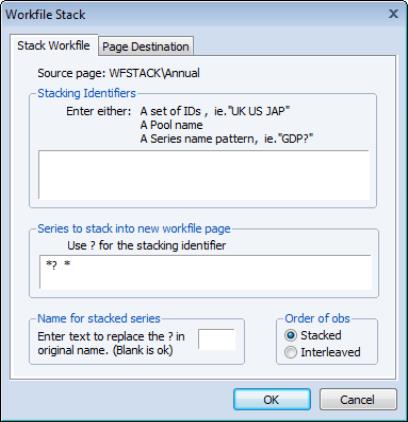 Workfile Stack
Stack Workfile Page Destination
Source page: WFSTACK\Annual
Stacking Identifiers
Enter either: A set of IDs , ie."UK US JAP"
A Pool name
A Series name pattern, ie."GDP?"
Series to stack into new workfile page
Use ? for the stacking identifier
*? *
Name for stacked series
Enter text to replace the ? in
original name. (Blank is ok)
Order of obs
Stacked
Interleaved
OK Cancel